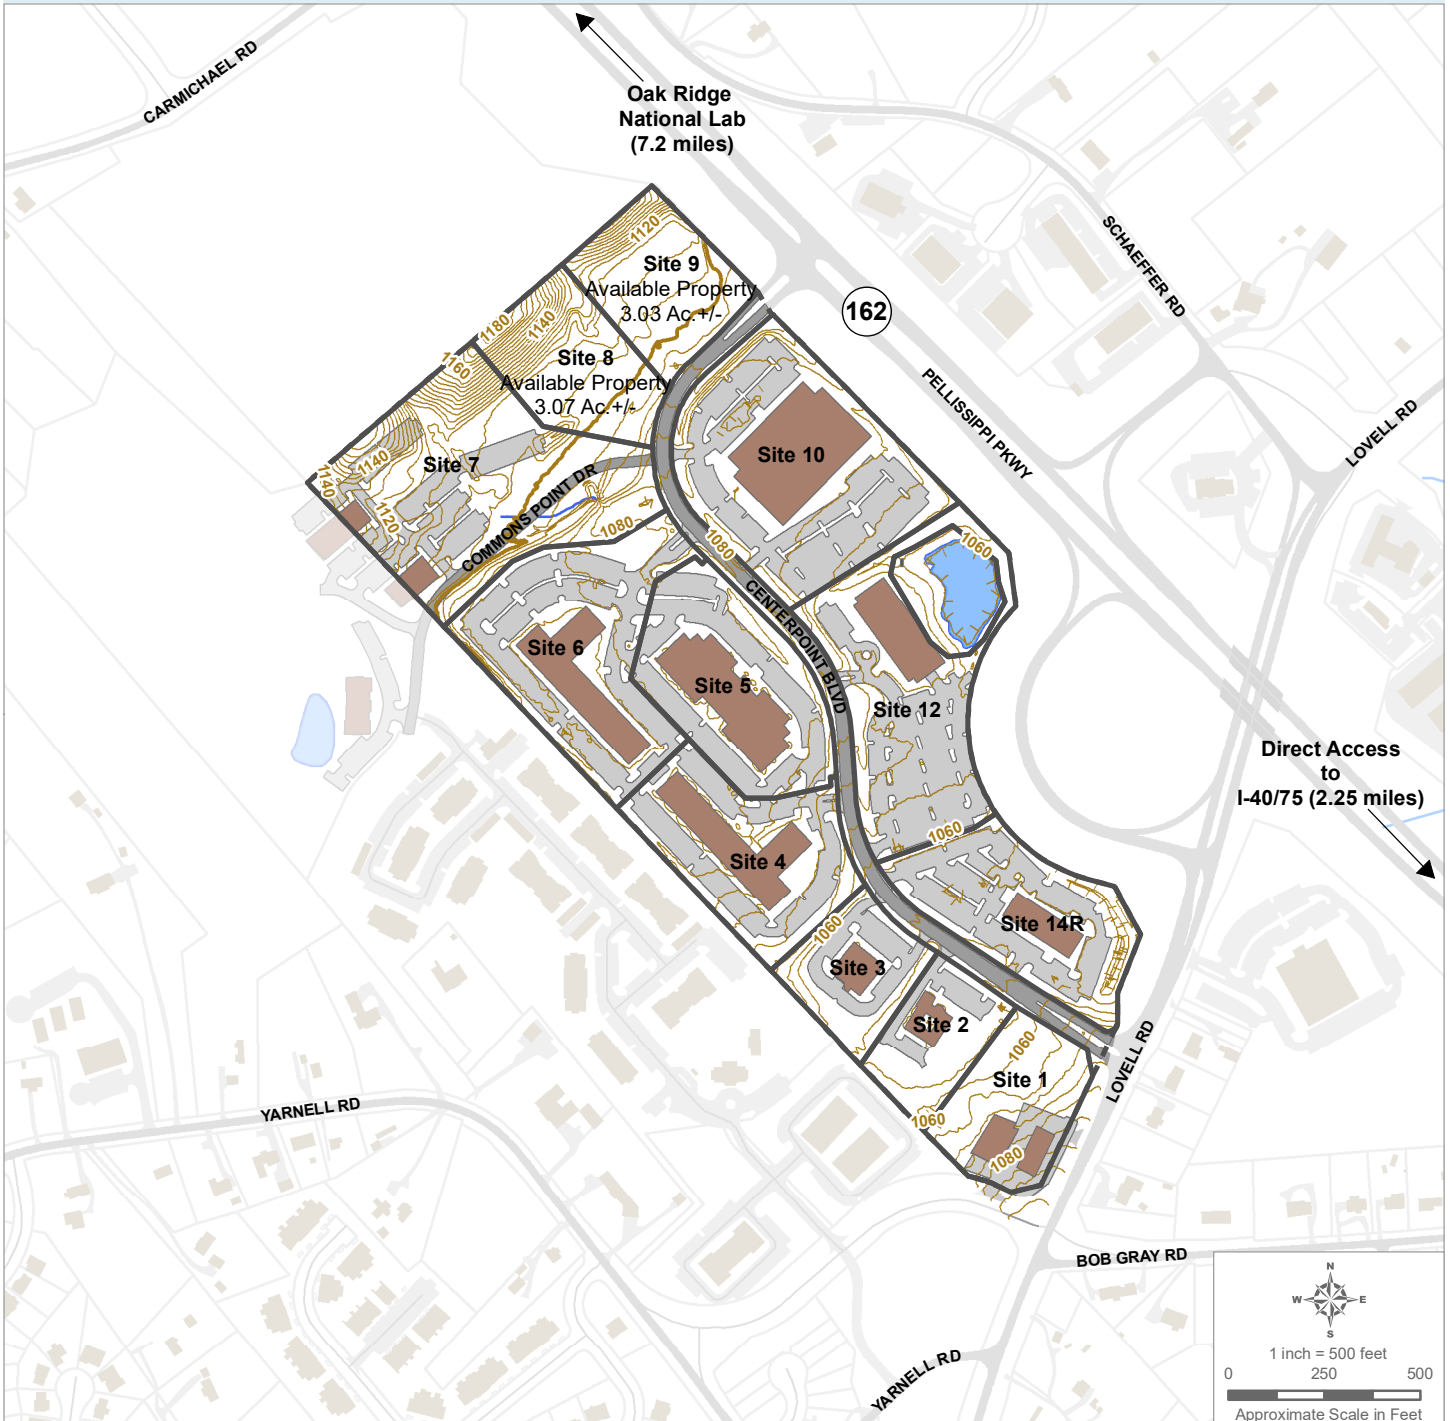 CARMICHAEL RD
Oak Ridge
National Lab
(7.2 miles)
SCHAEFFER RD
1120
Site 9
Available Property
3.03 Ac.+/-
162
1180
1140
1160
Site 8
Available Property
3.07 Ac.+/-
PELLISSIPPI PKWY
LOVELL RD
Site 10
1140
1140
Site 7
1120
COMMONS POINT DR
1080
1080
1060
CENTERPOINT BLVD
Site 6
Site 5
Site 12
Direct Access
to
I-40/75 (2.25 miles)
1060
Site 4
Site 14R
1060
Site 3
Site 2
1060
Site 1
LOVELL RD
1060
1080
YARNELL RD
BOB GRAY RD
YARNELL RD
N
W E
S
1 inch = 500 feet
0 250 500
Approximate Scale in Feet